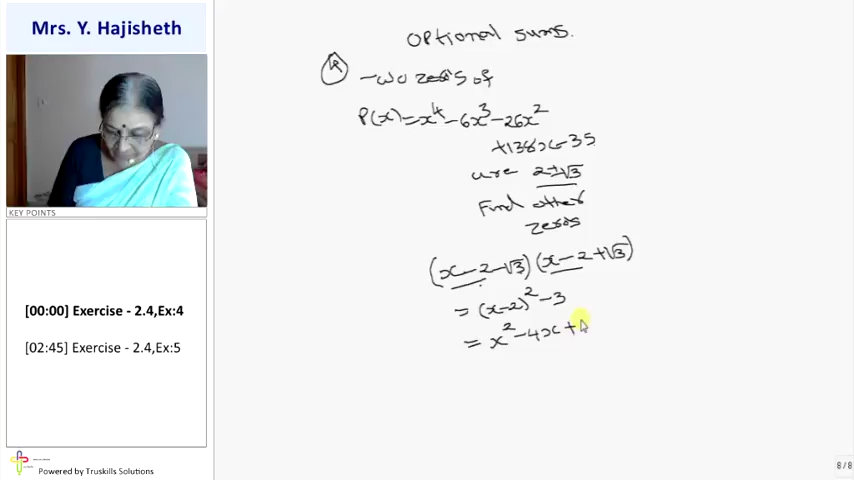 Mrs. Y. Hajisheth
KEY POINTS
[00:00] Exercise - 2.4,Ex:4
[02:45] Exercise - 2.4,Ex:5
Powered by Truskills Solutions
optional sums.
zeros of
P(x)=x⁴-6x³-26x²
+138x-35
are 2±√3
Find other
zeros
(x-2-√3)(x-2+√3)
= (x-2)²-3
= x²-4x+
8/8